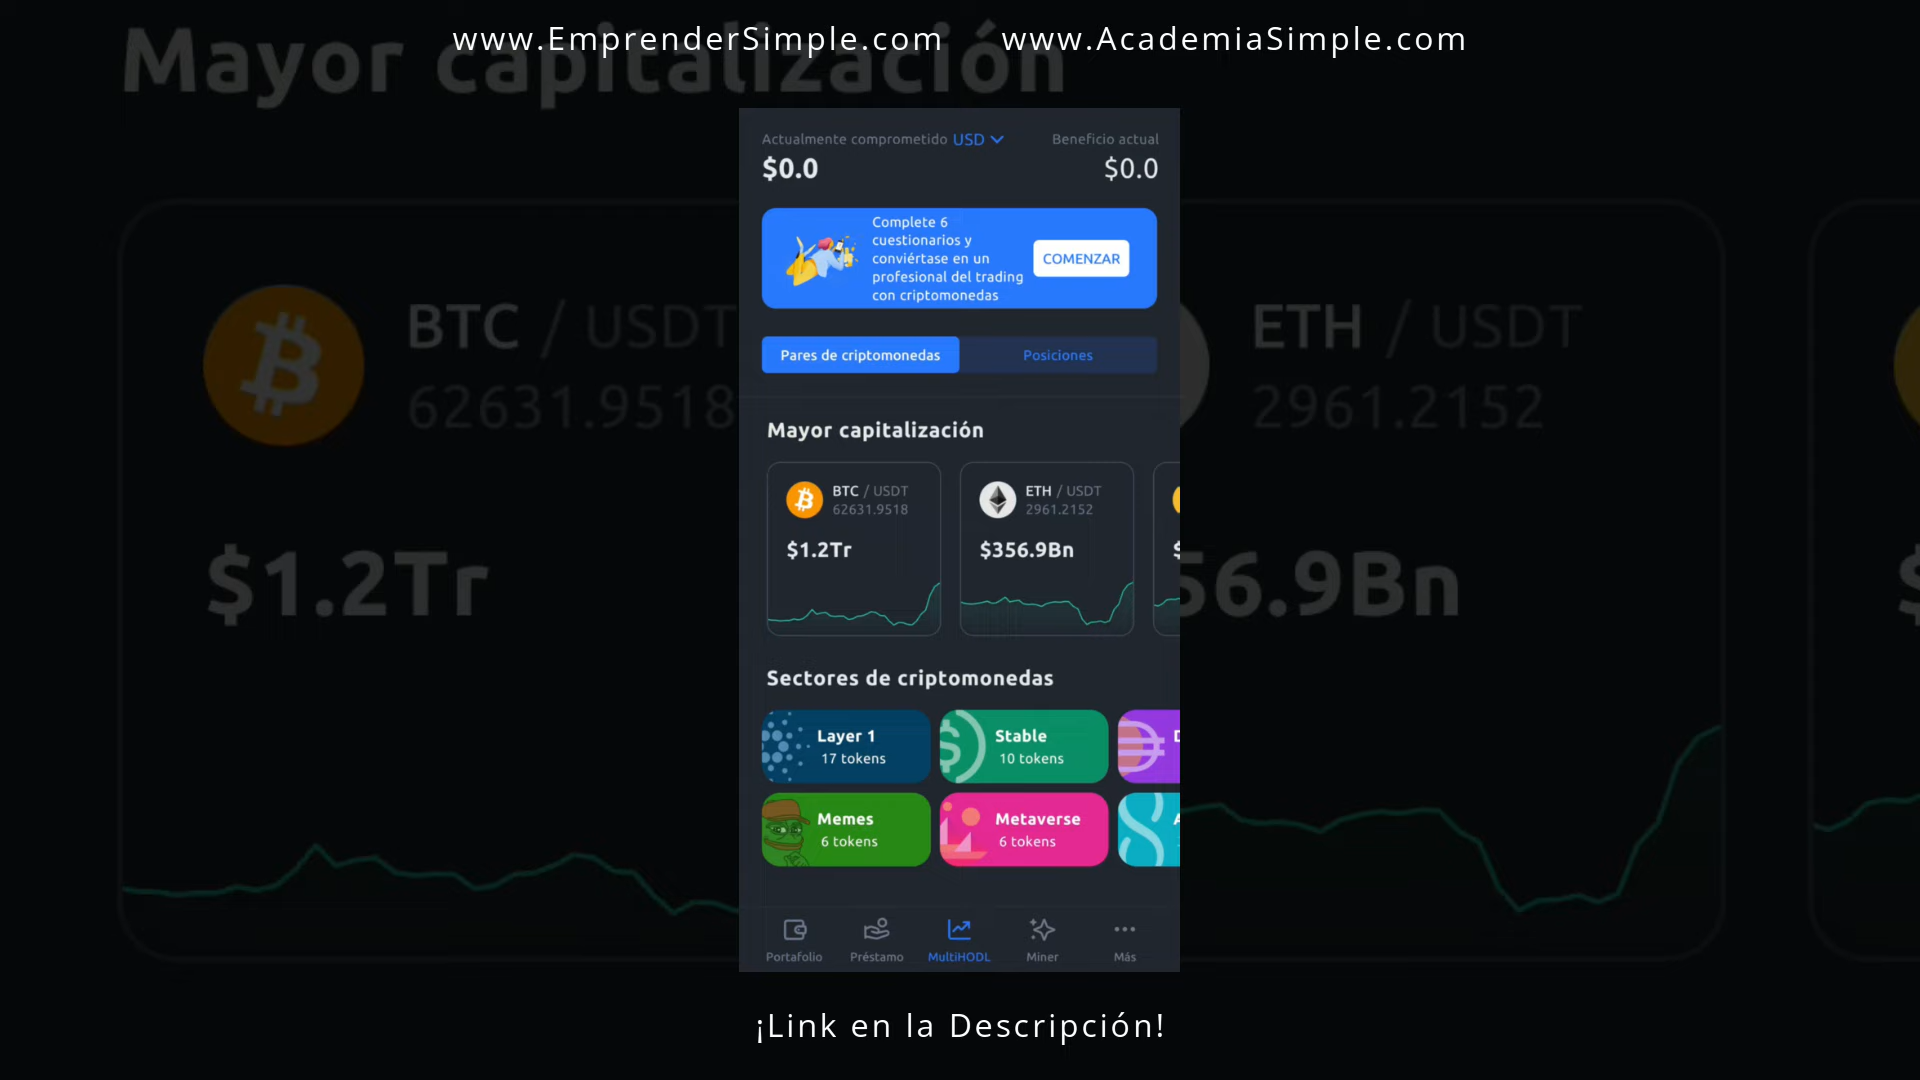 www.EmprenderSimple.com www.AcademiaSimple.com
Mayor capitalización
Actualmente comprometido USD Beneficio actual
$0.0 $0.0
Complete 6
cuestionarios y
conviértase en un
profesional del trading
con criptomonedas
COMENZAR
Pares de criptomonedas Posiciones
Mayor capitalización
BTC / USDT ETH / USDT
62631.9518 2961.2152
$1.2Tr $356.9Bn
Sectores de criptomonedas
Layer 1 Stable
17 tokens 10 tokens
Memes Metaverse
6 tokens 6 tokens
Portafolio Préstamo MultiHODL Miner Más
BTC / USDT ETH / USDT
62631.9518 2961.2152
$1.2Tr 56.9Bn
¡Link en la Descripción!